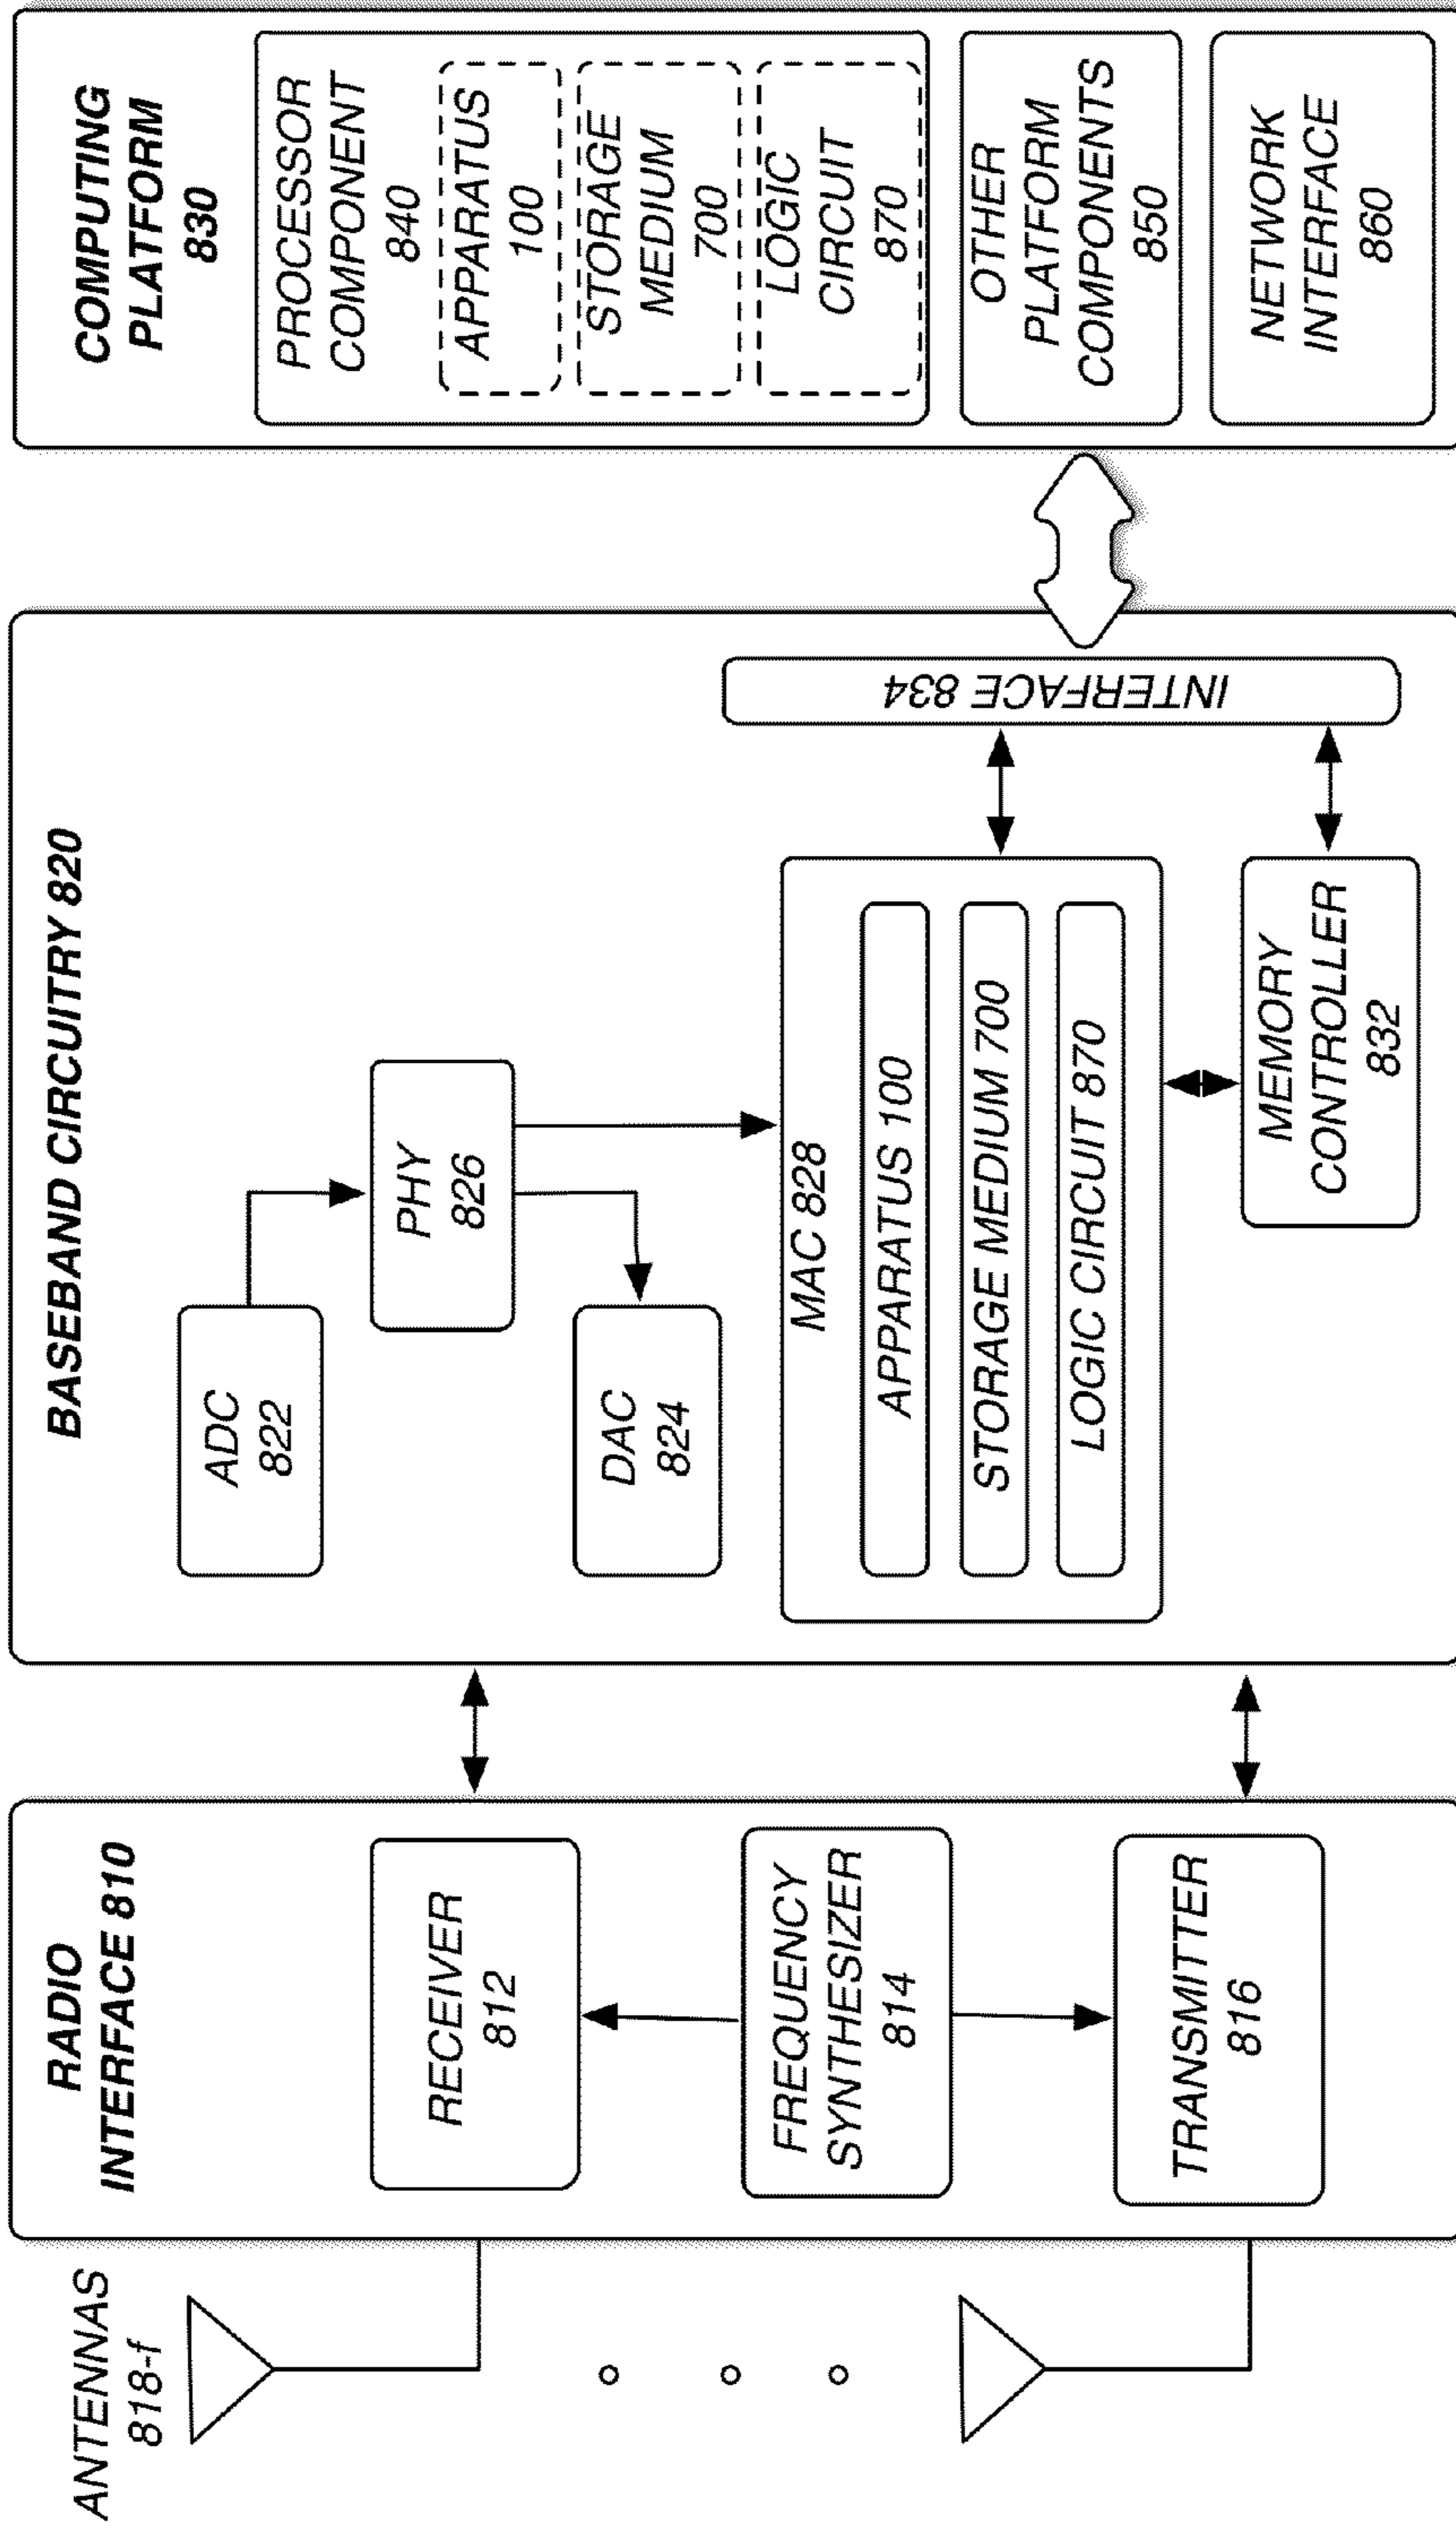 ANTENNAS
818-f
RADIO
INTERFACE 810
RECEIVER
812
FREQUENCY
SYNTHESIZER
814
TRANSMITTER
816
BASEBAND CIRCUITRY 820
ADC
822
PHY
826
DAC
824
MAC 828
APPARATUS 100
STORAGE MEDIUM 700
LOGIC CIRCUIT 870
MEMORY
CONTROLLER
832
INTERFACE 834
COMPUTING
PLATFORM
830
PROCESSOR
COMPONENT
840
APPARATUS
100
STORAGE
MEDIUM
700
LOGIC
CIRCUIT
870
OTHER
PLATFORM
COMPONENTS
850
NETWORK
INTERFACE
860